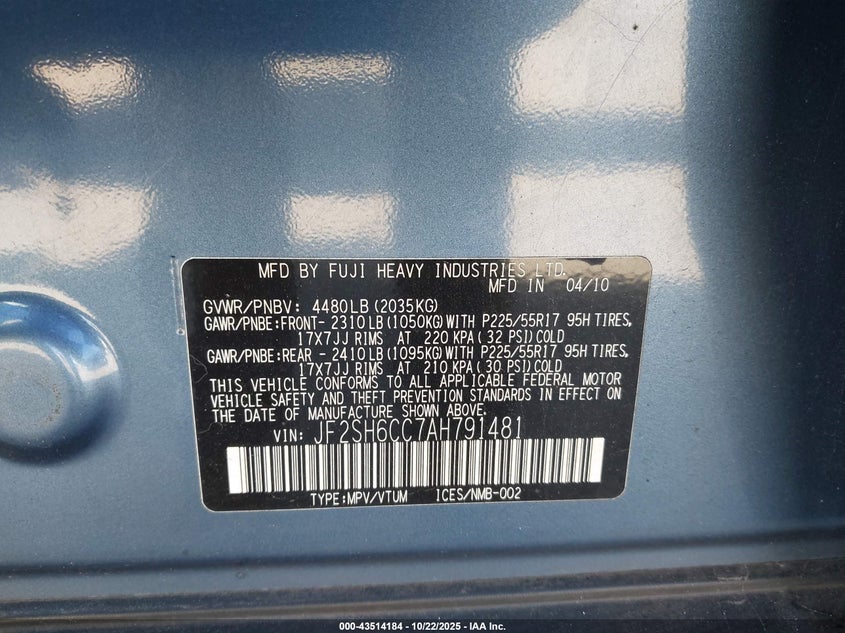 MFD BY FUJI HEAVY INDUSTRIES LTD.
MFD IN 04/10
GVWR/PNBV: 4480LB (2035KG)
GAWR/PNBE:FRONT- 2310LB (1050KG) WITH P225/55R17 95H TIRES,
17X7JJ RIMS AT 220 KPA (32 PSI) COLD
GAWR/PNBE:REAR - 2410LB (1095KG) WITH P225/55R17 95H TIRES,
17X7JJ RIMS AT 210 KPA (30 PSI) COLD
THIS VEHICLE CONFORMS TO ALL APPLICABLE FEDERAL MOTOR
VEHICLE SAFETY AND THEFT PREVENTION STANDARDS IN EFFECT ON
THE DATE OF MANUFACTURE SHOWN ABOVE.
VIN: JF2SH6CC7AH791481
TYPE:MPV/VTUM ICES/NMB-002
000-43514184 - 10/22/2025 - IAA Inc.